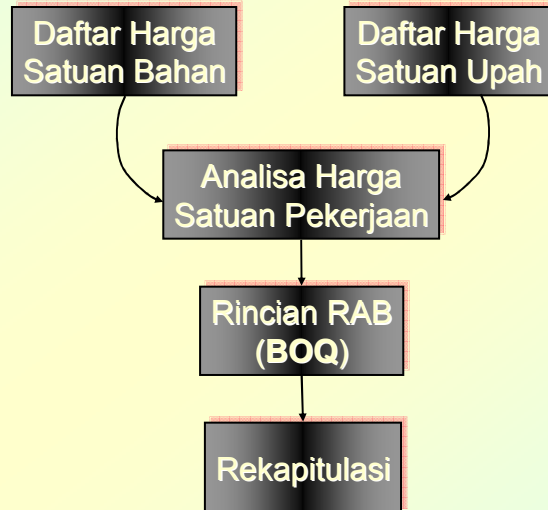 Daftar Harga
Satuan Bahan
Daftar Harga
Satuan Upah
Analisa Harga
Satuan Pekerjaan
Rincian RAB
(BOQ)
Rekapitulasi